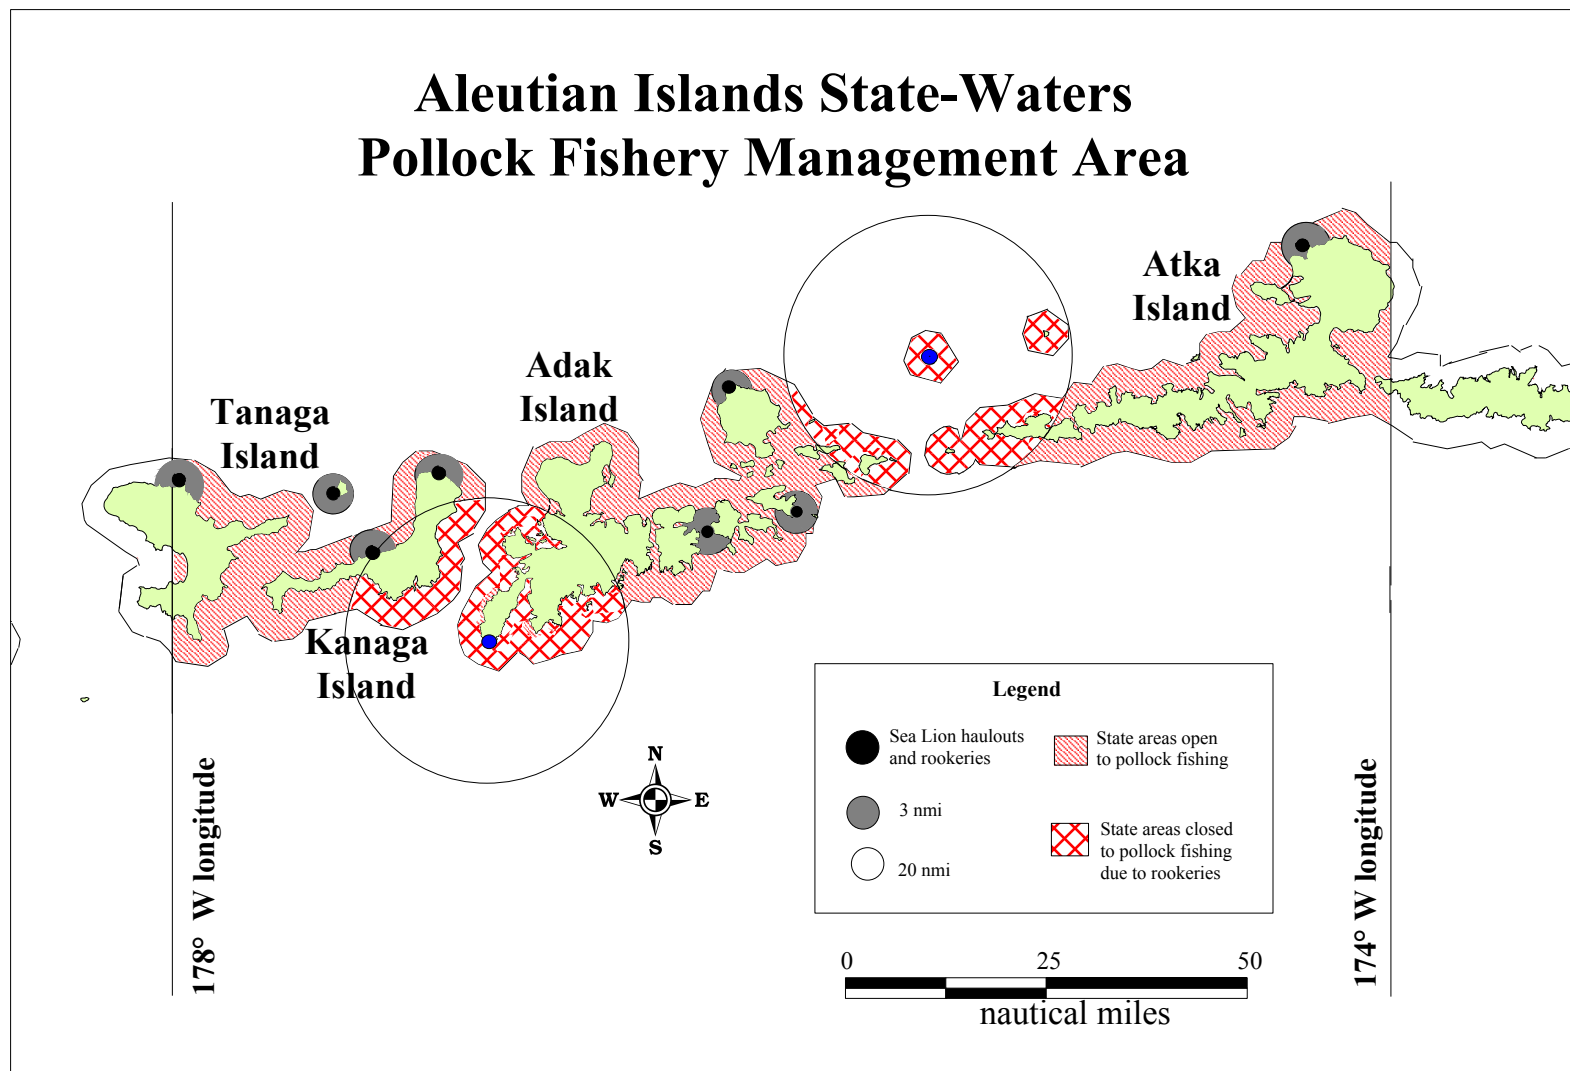 Aleutian Islands State-Waters
Pollock Fishery Management Area
Atka
Island
Adak
Island
Tanaga
Island
Kanaga
Island
Legend
Sea Lion haulouts
and rookeries
State areas open
to pollock fishing
3 nmi
State areas closed
to pollock fishing
due to rookeries
20 nmi
N
W
E
S
178° W longitude
174° W longitude
0 25 50
nautical miles